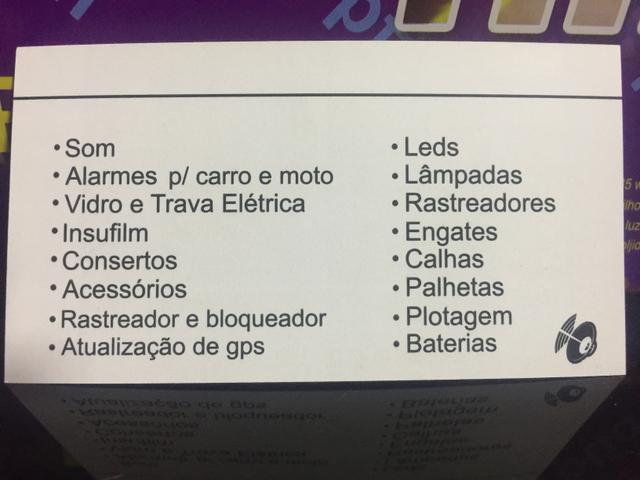 • Som
• Alarmes p/ carro e moto
• Vidro e Trava Elétrica
• Insufilm
• Consertos
• Acessórios
• Rastreador e bloqueador
• Atualização de gps
• Leds
• Lâmpadas
• Rastreadores
• Engates
• Calhas
• Palhetas
• Plotagem
• Baterias